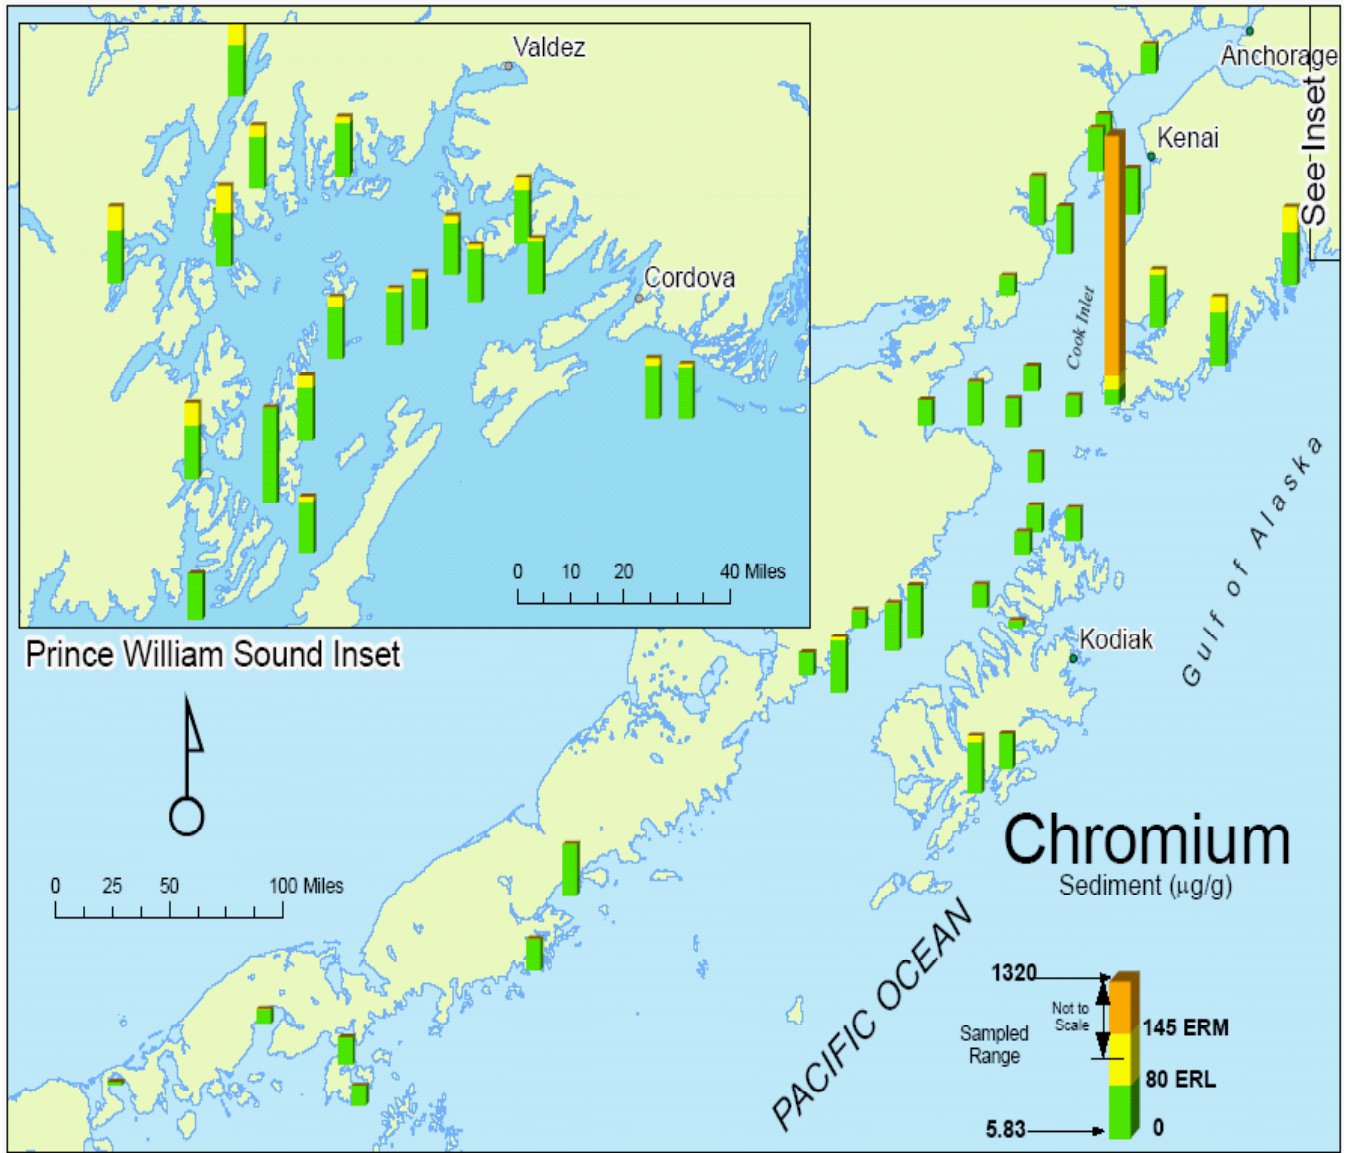 Valdez
Anchorage
See Inset
Kenai
Cordova
Cook Inlet
Gulf of Alaska
0 10 20 40 Miles
Prince William Sound Inset
Kodiak
0 25 50 100 Miles
Chromium
Sediment (µg/g)
PACIFIC OCEAN
1320
Not to
Scale
145 ERM
Sampled
Range
80 ERL
5.83
0